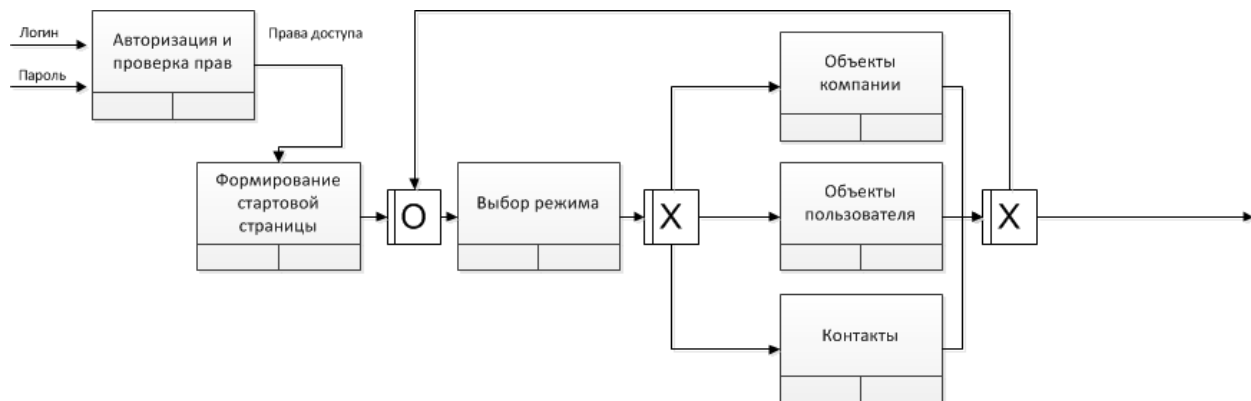 Логин
Пароль
Авторизация и
проверка прав
Права доступа
Формирование
стартовой
страницы
O
Выбор режима
X
Объекты
компании
Объекты
пользователя
Контакты
X